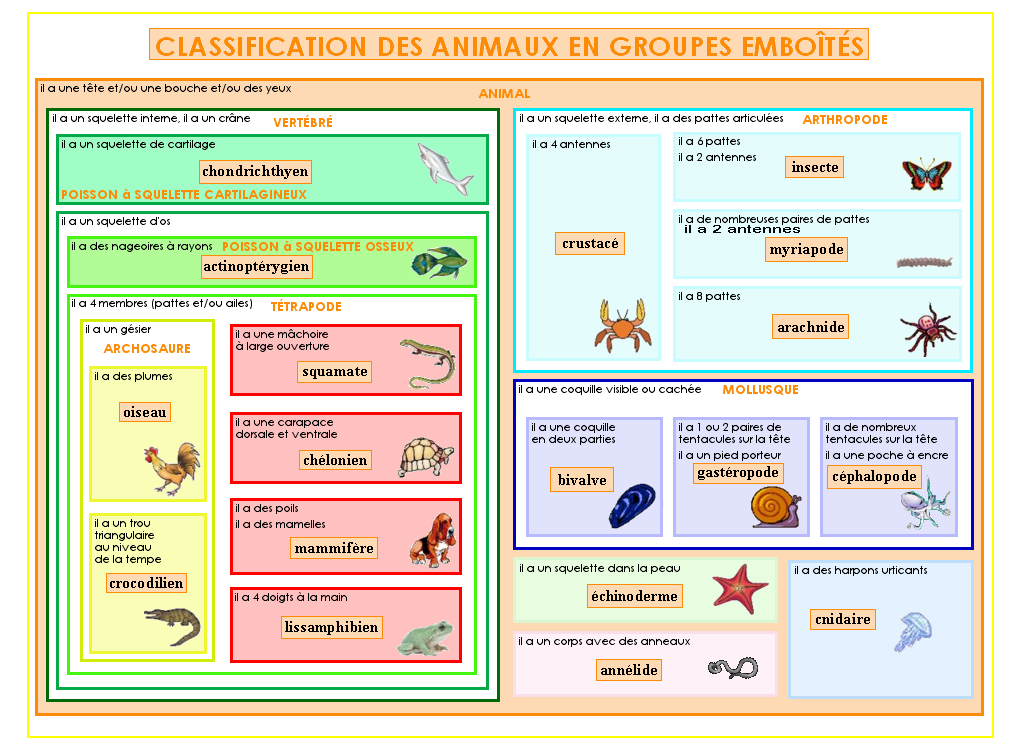 CLASSIFICATION DES ANIMAUX EN GROUPES EMBOÎTÉS
il a une tête et/ou une bouche et/ou des yeux
ANIMAL
il a un squelette interne, il a un crâne
VERTÉBRÉ
il a un squelette de cartilage
chondrichthyen
POISSON à SQUELETTE CARTILAGINEUX
il a un squelette d'os
il a des nageoires à rayons
POISSON à SQUELETTE OSSEUX
actinoptérygien
il a 4 membres (pattes et/ou ailes)
TÉTRAPODE
il a un gésier
ARCHOSAURE
il a des plumes
oiseau
il a un trou
triangulaire
au niveau
de la tempe
crocodilien
il a une mâchoire
à large ouverture
squamate
il a une carapace
dorsale et ventrale
chélonien
il a des poils
il a des mamelles
mammifère
il a 4 doigts à la main
lissamphibien
il a un squelette externe, il a des pattes articulées
ARTHROPODE
il a 4 antennes
crustacé
il a 6 pattes
il a 2 antennes
insecte
il a de nombreuses paires de pattes
il a 2 antennes
myriapode
il a 8 pattes
arachnide
il a une coquille visible ou cachée
MOLLUSQUE
il a une coquille
en deux parties
bivalve
il a 1 ou 2 paires de
tentacules sur la tête
il a un pied porteur
gastéropode
il a de nombreux
tentacules sur la tête
il a une poche à encre
céphalopode
il a un squelette dans la peau
échinoderme
il a un corps avec des anneaux
annélide
il a des harpons urticants
cnidaire